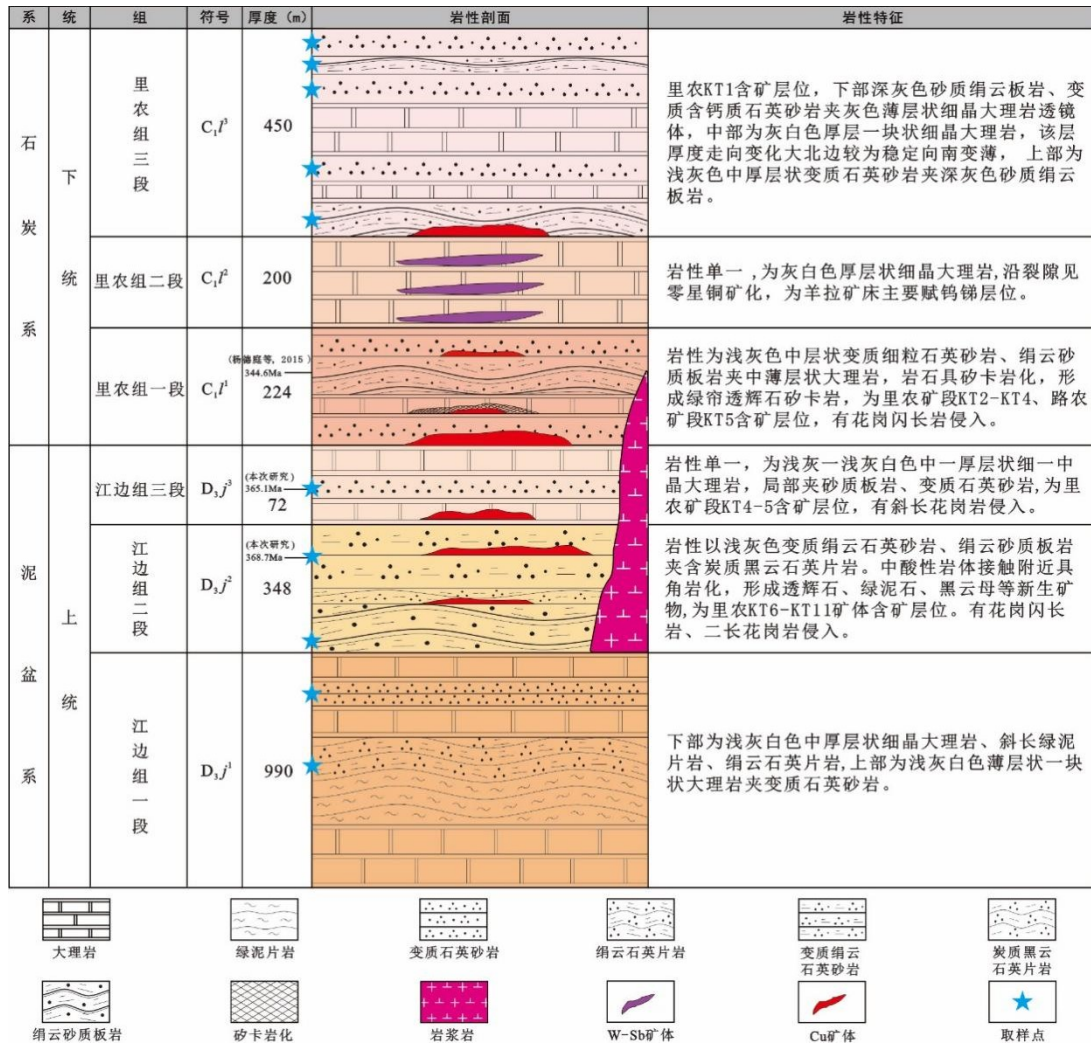 系 统 组 符号 厚度（m） 岩性剖面 岩性特征
石炭系
下统
里农组三段
C₁l³
450
里农KT1含矿层位，下部深灰色砂质绢云板岩、变
质含钙质石英砂岩夹灰色薄层状细晶大理岩透镜
体，中部为灰白色厚层一块状细晶大理岩，该层
厚度走向变化大北边较为稳定向南变薄， 上部为
浅灰色中厚层状变质石英砂岩夹深灰色砂质绢云
板岩。
里农组二段
C₁l²
200
岩性单一，为灰白色厚层状细晶大理岩,沿裂隙见
零星铜矿化，为羊拉矿床主要赋钨锑层位。
里农组一段
C₁l¹
(杨德庭等，2015)
344.6Ma
224
岩性为浅灰色中层状变质细粒石英砂岩、绢云砂
质板岩夹中薄层状大理岩，岩石具矽卡岩化，形
成绿帘透辉石矽卡岩，为里农矿段KT2-KT4、路农
矿段KT5含矿层位，有花岗闪长岩侵入。
泥盆系
上统
江边组三段
D₃j³
(本次研究)
365.1Ma
72
岩性单一，为浅灰一浅灰白色中一厚层状细一中
晶大理岩，局部夹砂质板岩、变质石英砂岩,为里
农矿段KT4-5含矿层位，有斜长花岗岩侵入。
江边组二段
D₃j²
(本次研究)
368.7Ma
348
岩性以浅灰色变质绢云石英砂岩、绢云砂质板岩
夹含炭质黑云石英片岩。中酸性岩体接触附近具
角岩化，形成透辉石、绿泥石、黑云母等新生矿
物,为里农KT6-KT11矿体含矿层位。有花岗闪长
岩、二长花岗岩侵入。
江边组一段
D₃j¹
990
下部为浅灰白色中厚层状细晶大理岩、斜长绿泥
片岩、绢云石英片岩,上部为浅灰白色薄层状一块
状大理岩夹变质石英砂岩。
大理岩
绿泥片岩
变质石英砂岩
绢云石英片岩
变质绢云
石英砂岩
炭质黑云
石英片岩
绢云砂质板岩
矽卡岩化
岩浆岩
W-Sb矿体
Cu矿体
取样点